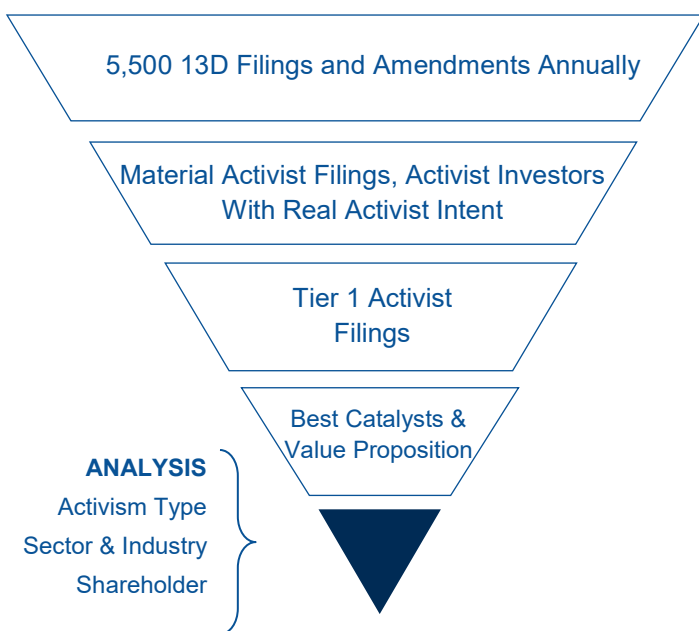 5,500 13D Filings and Amendments Annually
Material Activist Filings, Activist Investors
With Real Activist Intent
Tier 1 Activist
Filings
Best Catalysts &
Value Proposition
ANALYSIS
Activism Type
Sector & Industry
Shareholder